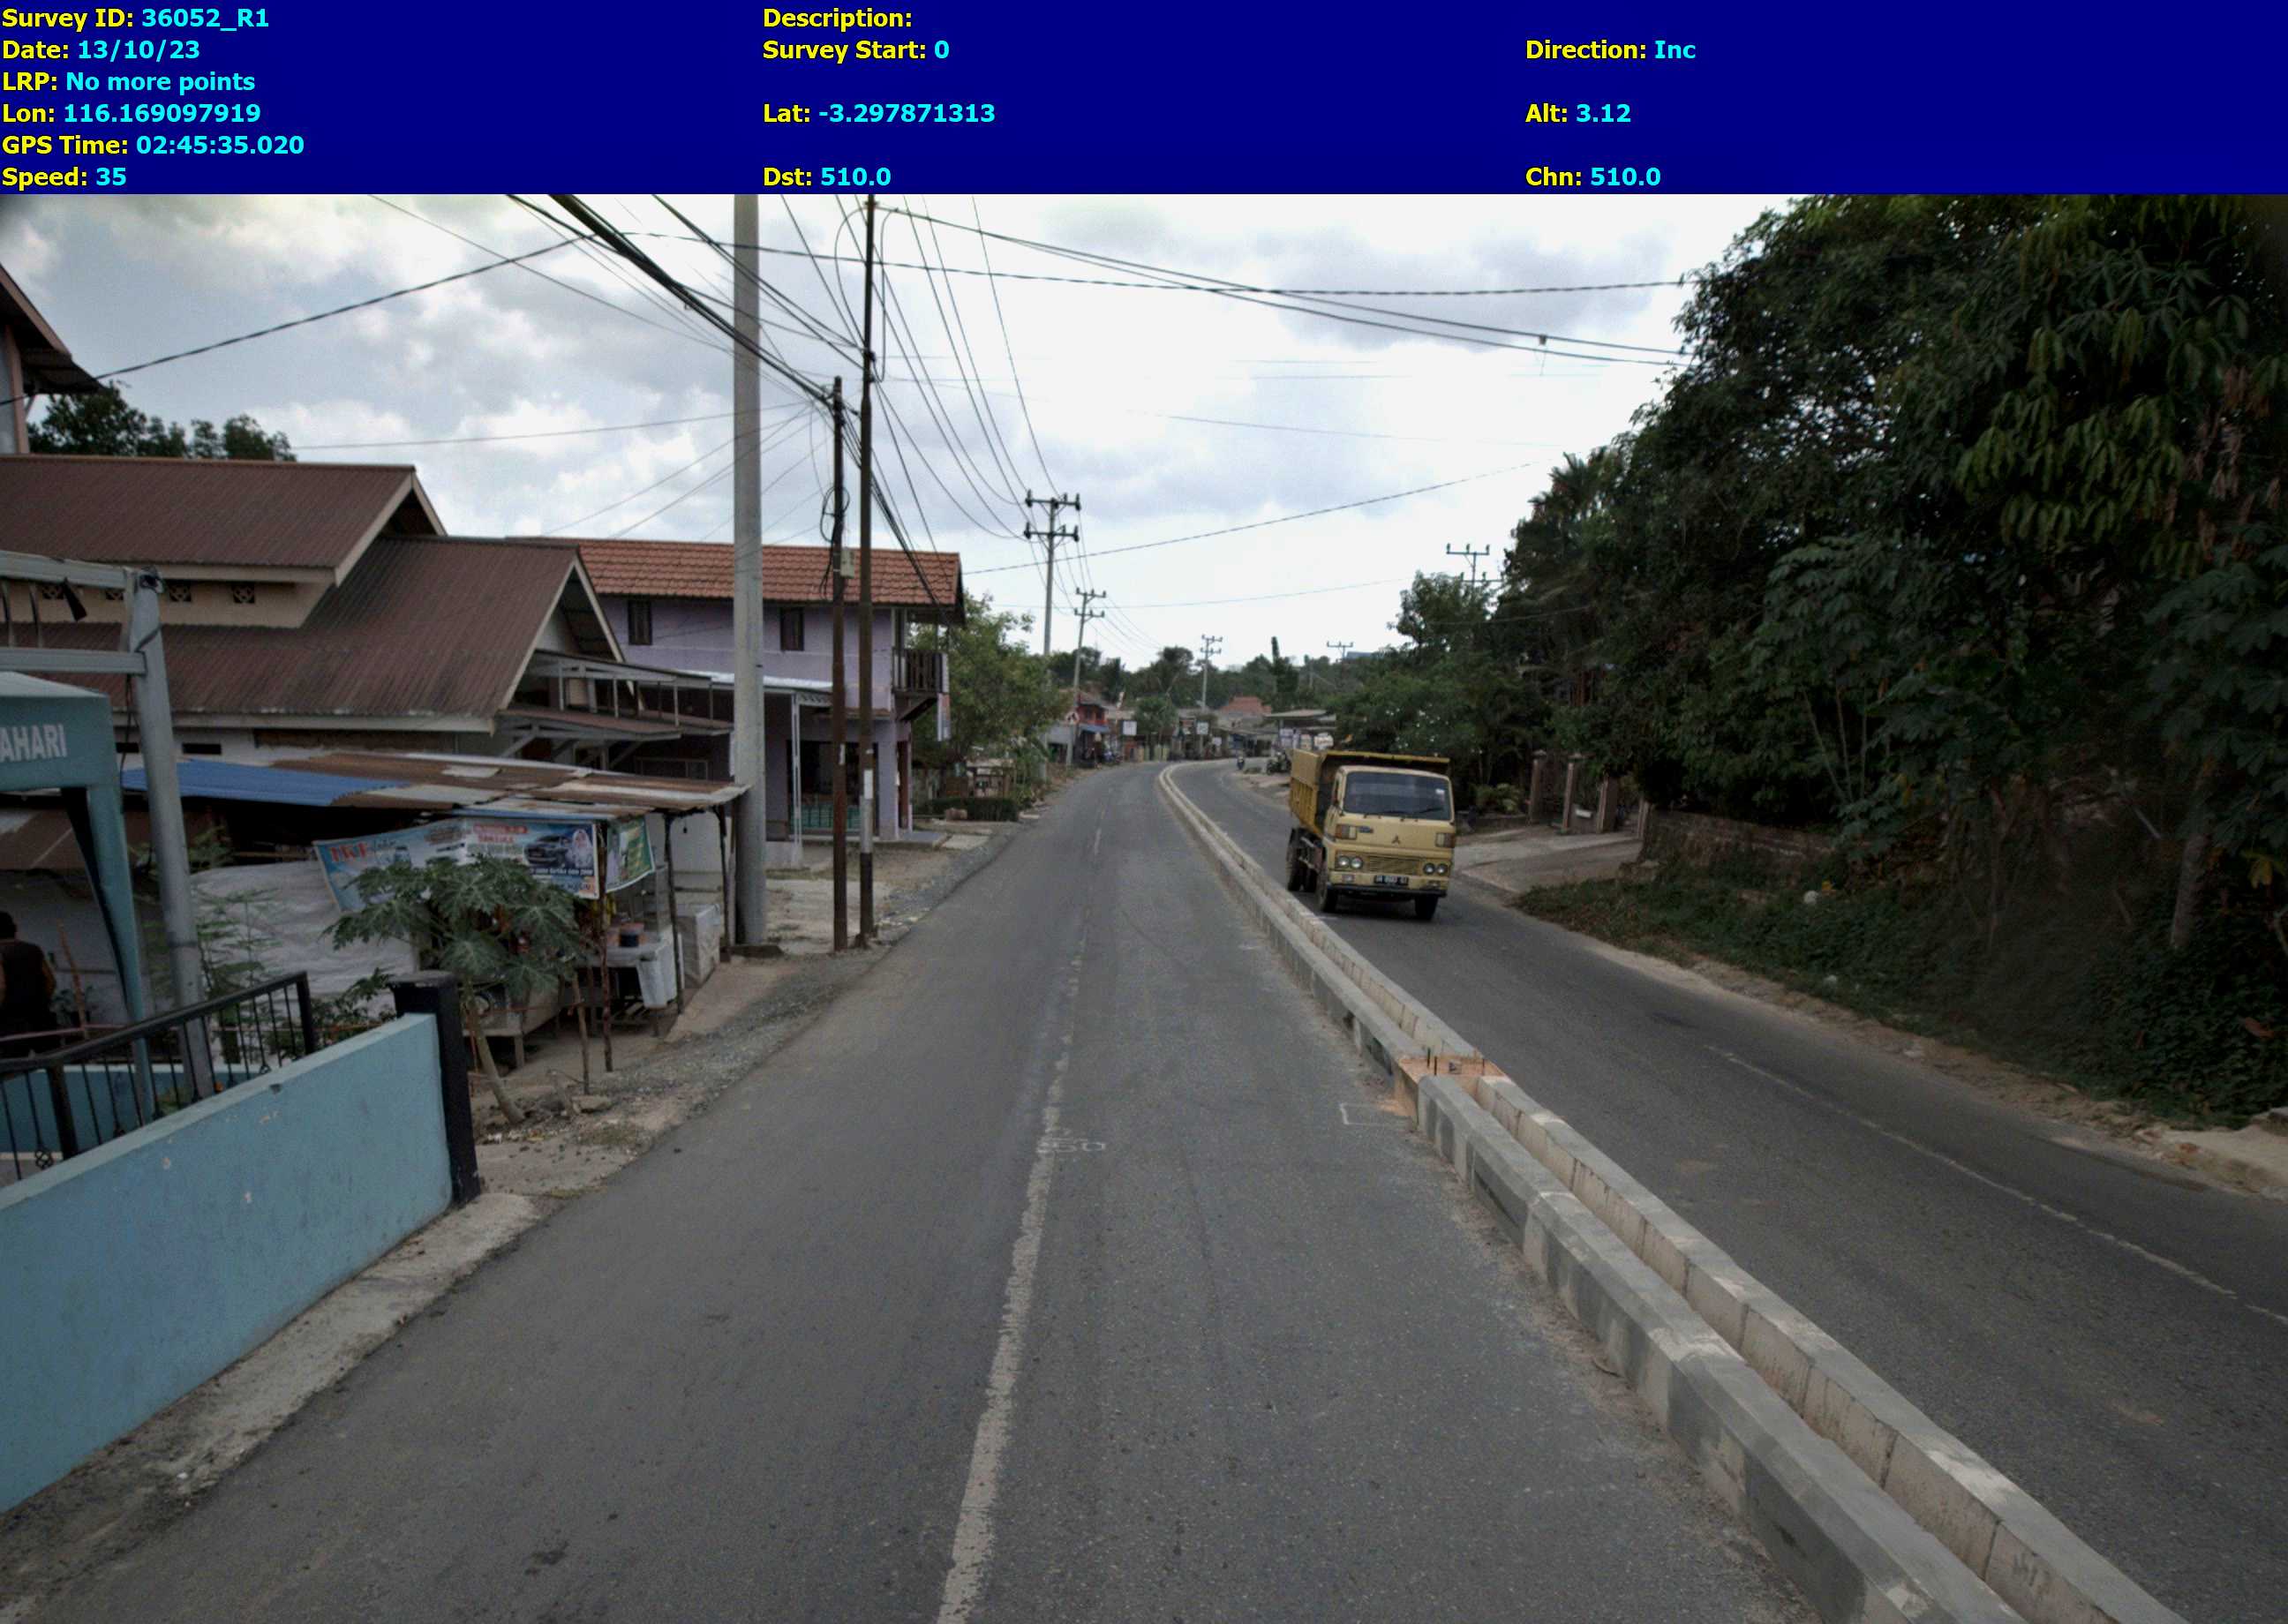 Survey ID: 36052_R1
Description:
Date: 13/10/23
Survey Start: 0
Direction: Inc
LRP: No more points
Lon: 116.169097919
Lat: -3.297871313
Alt: 3.12
GPS Time: 02:45:35.020
Speed: 35
Dst: 510.0
Chn: 510.0
AHARI